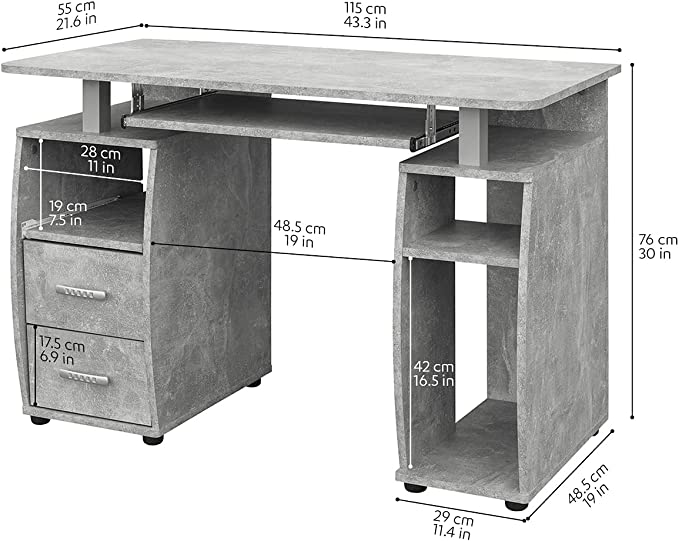 55 cm
21.6 in
115 cm
43.3 in
28 cm
11 in
19 cm
7.5 in
48.5 cm
19 in
76 cm
30 in
17.5 cm
6.9 in
42 cm
16.5 in
48.5 cm
19 in
29 cm
11.4 in